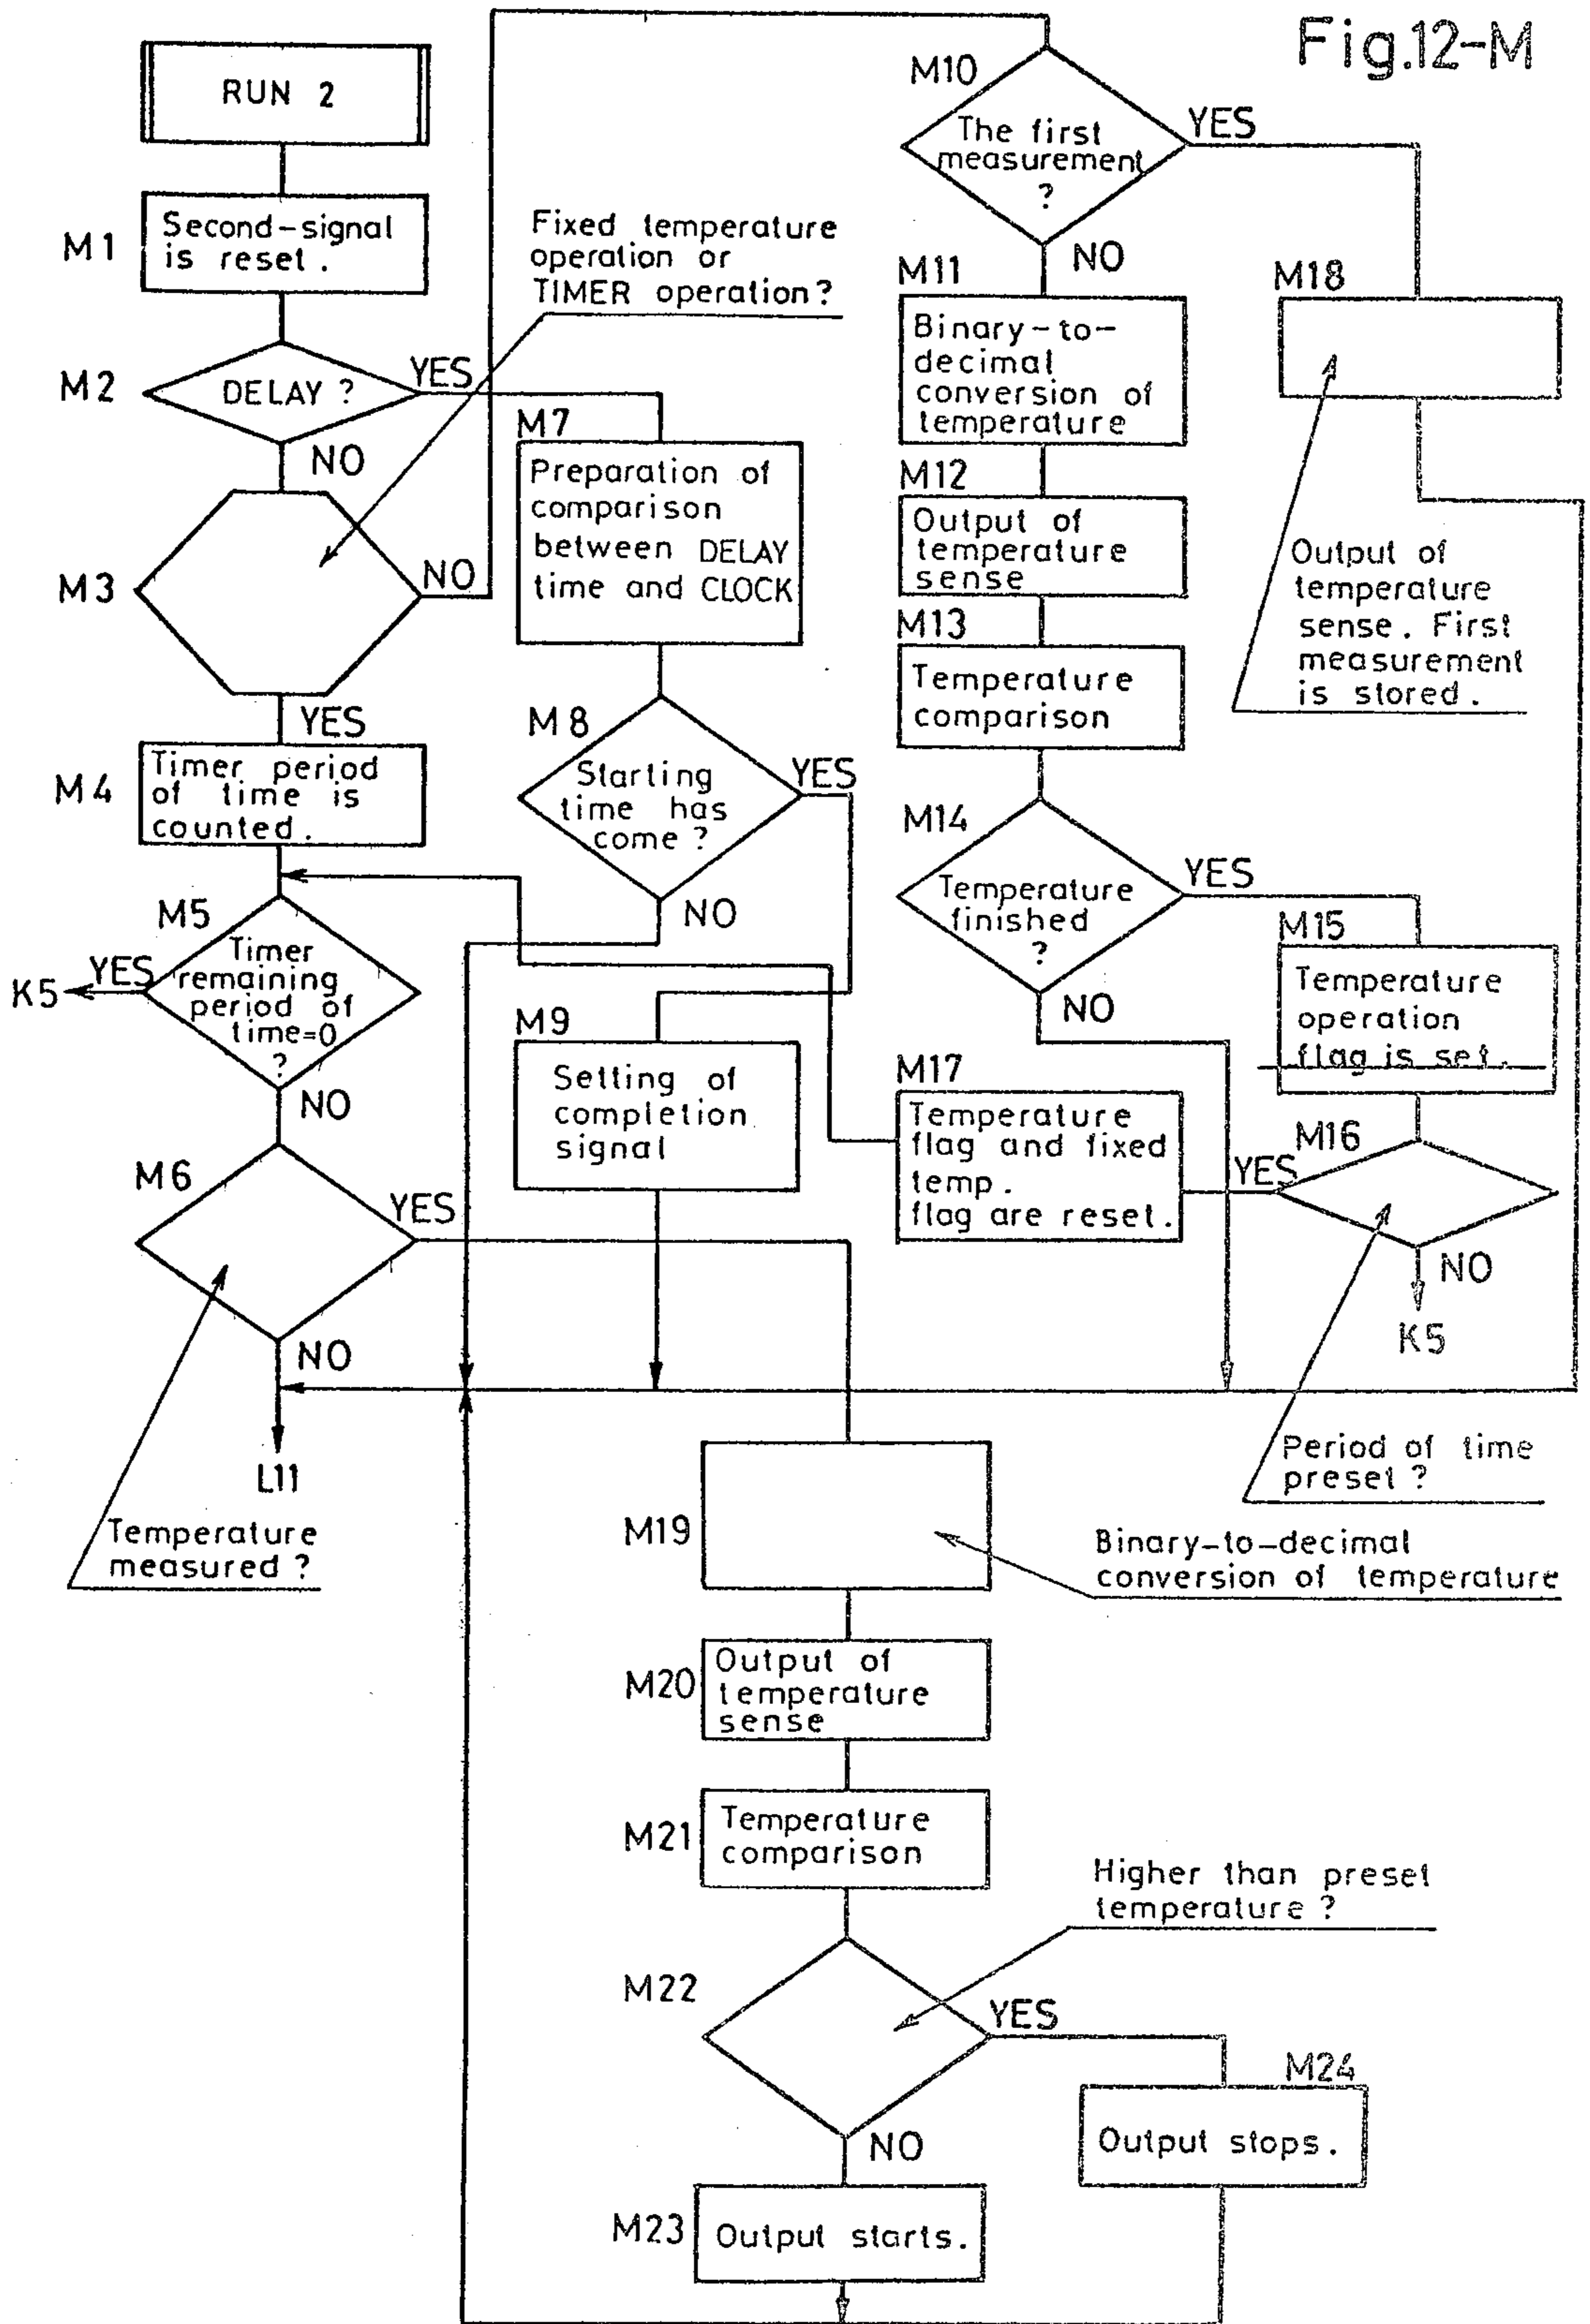 Fig.12-M
RUN 2
M1
Second-signal
is reset.
M2
DELAY ?
YES
NO
Fixed temperature
operation or
TIMER operation?
M3
NO
YES
M4
Timer period
of time is
counted.
M5
Timer
remaining
period of
time=0
?
YES
K5
NO
M6
YES
NO
L11
Temperature
measured ?
M7
Preparation of
comparison
between DELAY
time and CLOCK
M8
Starting
time has
come ?
YES
NO
M9
Setting of
completion
signal
M10
The first
measurement
?
YES
NO
M11
Binary-to-
decimal
conversion of
temperature
M12
Output of
temperature
sense
M13
Temperature
comparison
M14
Temperature
finished
?
YES
NO
M15
Temperature
operation
flag is set.
M16
YES
NO
K5
Period of time
preset ?
M17
Temperature
flag and fixed
temp.
flag are reset.
M18
Output of
temperature
sense. First
measurement
is stored.
M19
Binary-to-decimal
conversion of temperature
M20
Output of
temperature
sense
M21
Temperature
comparison
M22
Higher than preset
temperature ?
YES
NO
M23
Output starts.
M24
Output stops.